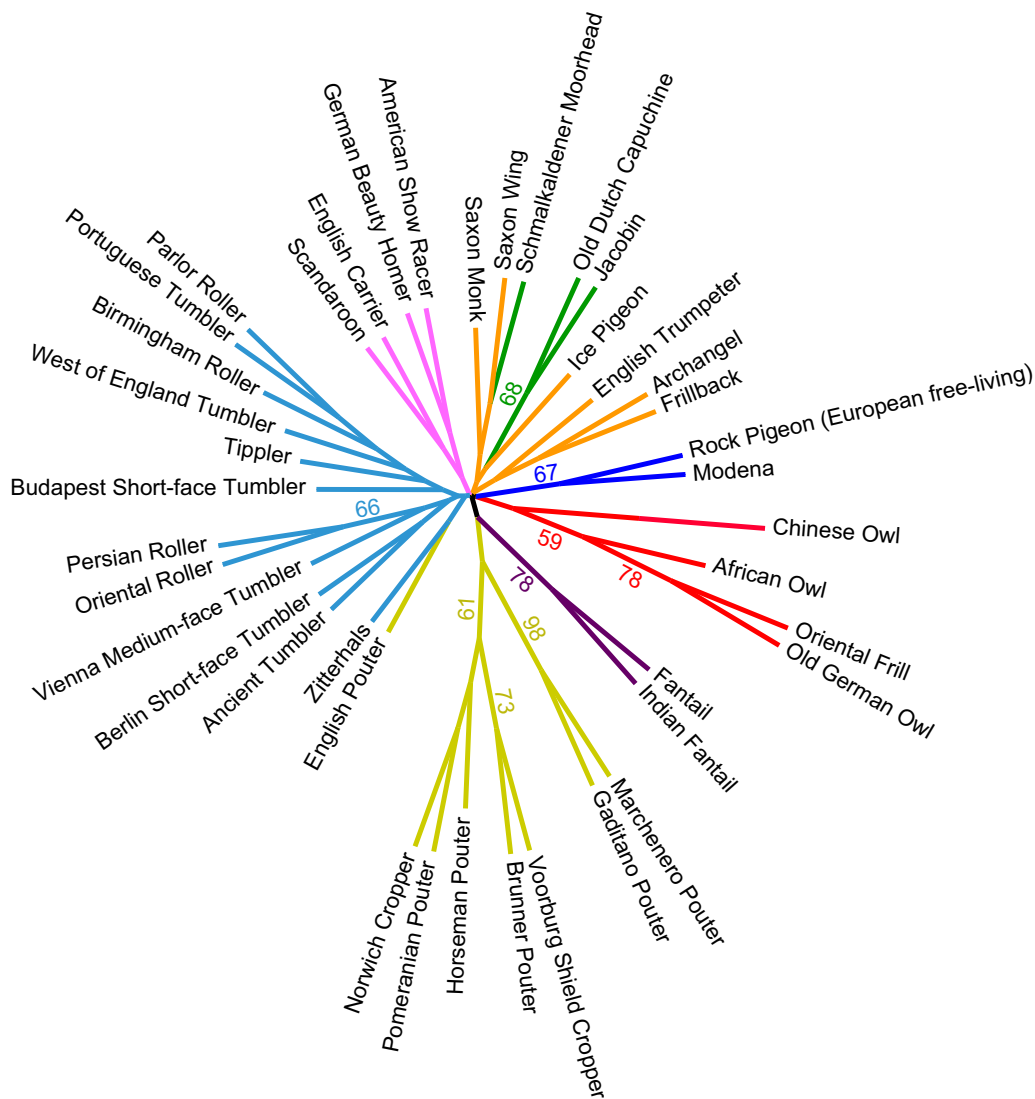 American Show Racer
German Beauty Homer
English Carrier
Scandaroon
Saxon Monk
Saxon Wing
Schmalkaldener Moorhead
Old Dutch Capuchine
Jacobin
Ice Pigeon
English Trumpeter
Archangel
Frillback
Rock Pigeon (European free-living)
Modena
Chinese Owl
African Owl
Oriental Frill
Old German Owl
Fantail
Indian Fantail
Marchenero Pouter
Gaditano Pouter
Voorburg Shield Cropper
Brunner Pouter
Horseman Pouter
Pomeranian Pouter
Norwich Cropper
English Pouter
Zitterhals
Ancient Tumbler
Berlin Short-face Tumbler
Vienna Medium-face Tumbler
Oriental Roller
Persian Roller
Budapest Short-face Tumbler
Tippler
West of England Tumbler
Birmingham Roller
Portuguese Tumbler
Parlor Roller
68
67
59
78
78
98
73
61
66